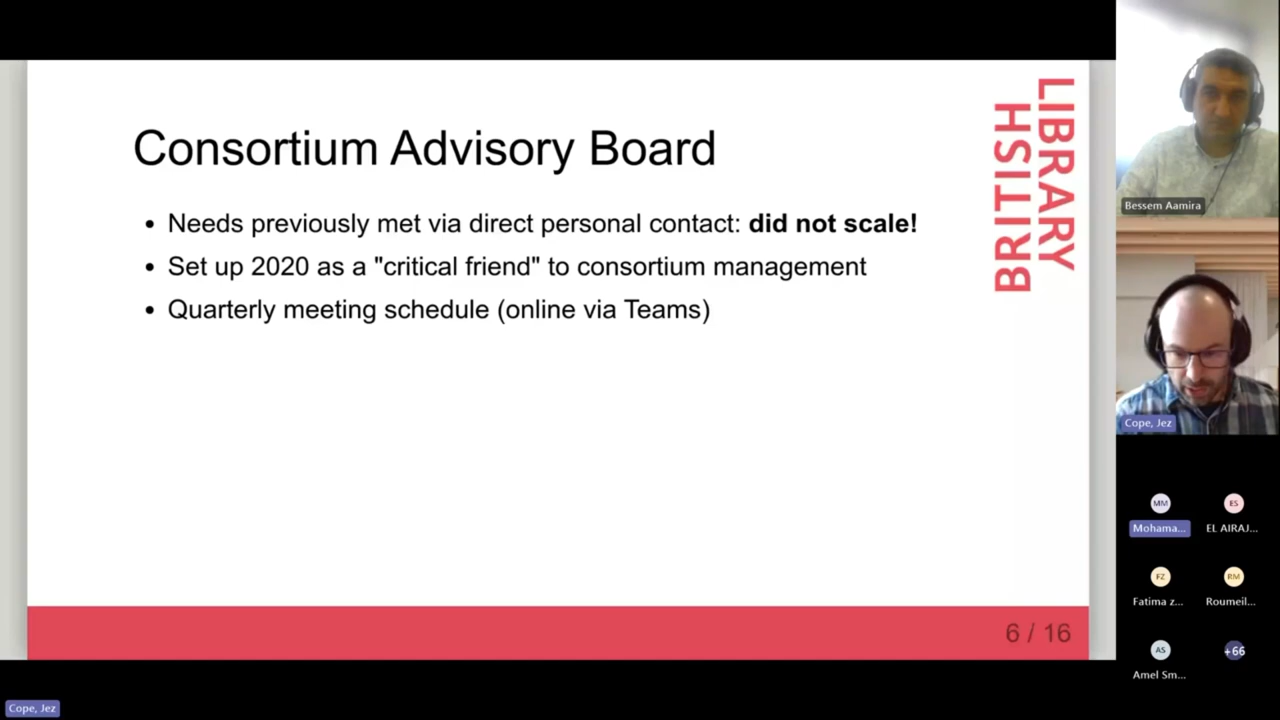 Consortium Advisory Board
• Needs previously met via direct personal contact: did not scale!
• Set up 2020 as a "critical friend" to consortium management
• Quarterly meeting schedule (online via Teams)
BRITISH
LIBRARY
6 / 16
Bessem Aamira
Cope, Jez
MM
Mohama...
ES
EL AIRAJ...
FZ
Fatima z...
RM
Roumeil...
AS
Amel Sm...
+66
Cope, Jez